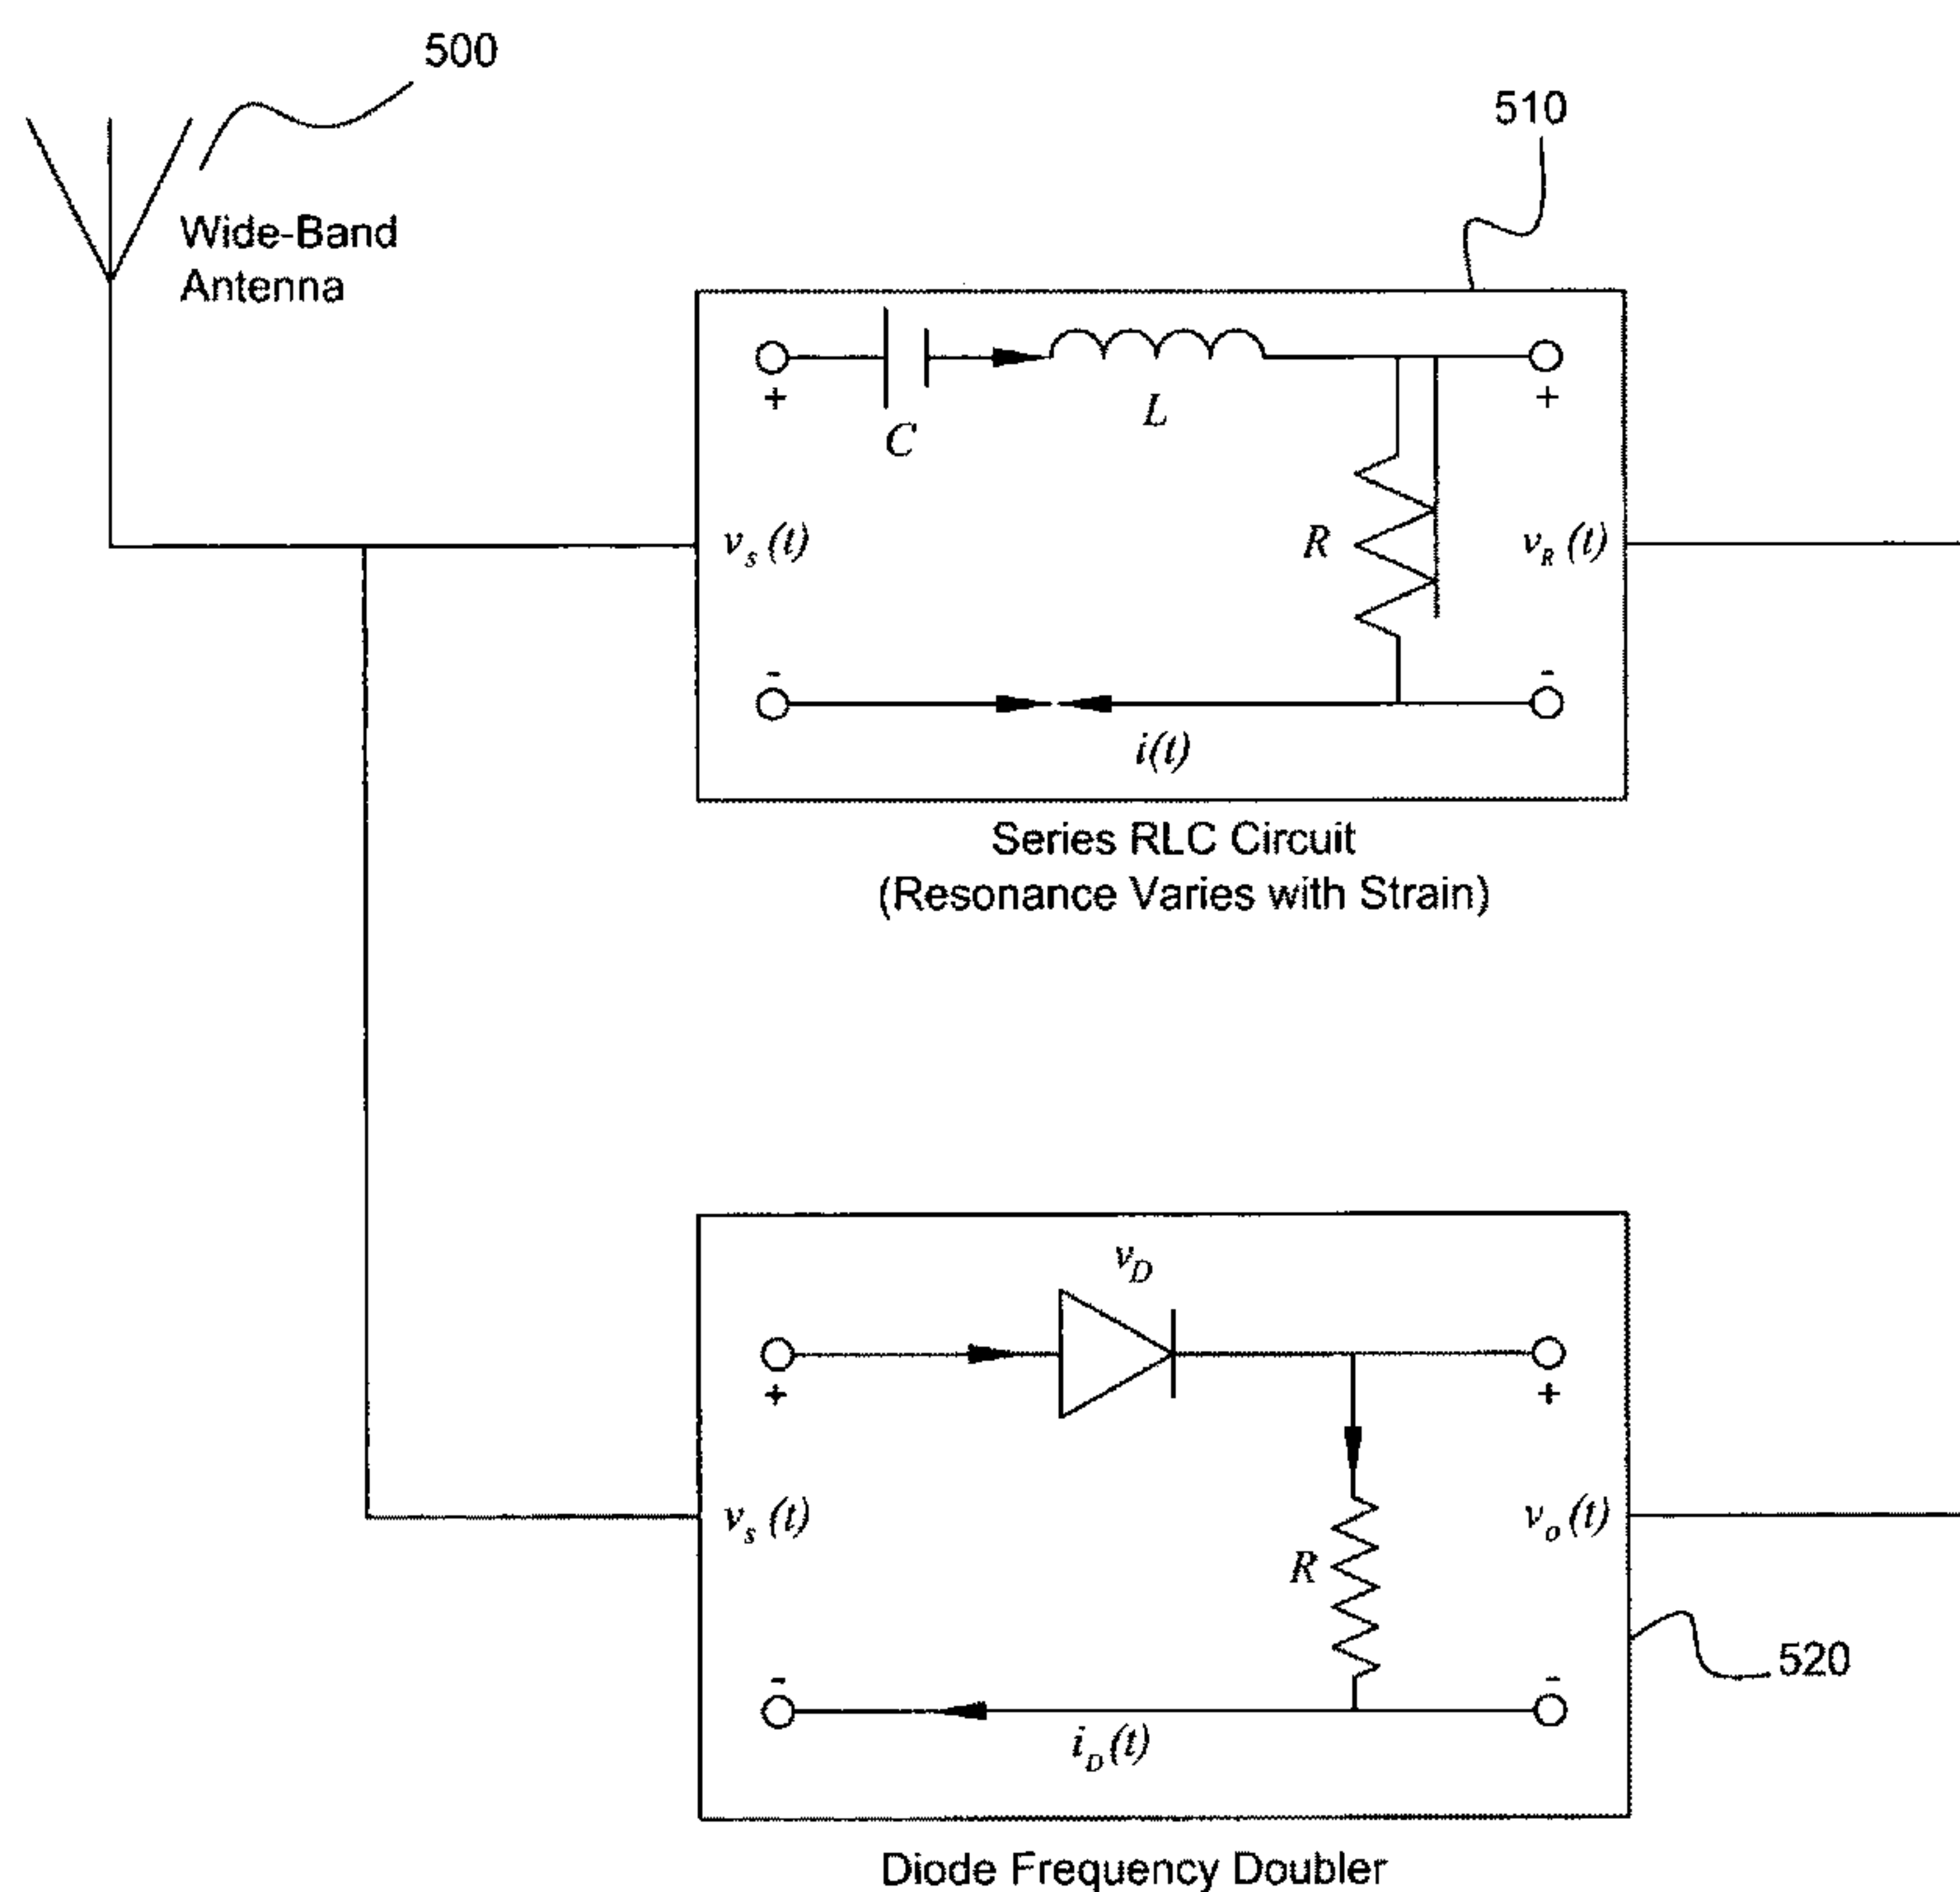 500
510
Wide-Band
Antenna
+
+
C
L
v_s(t)
R
v_R(t)
-
-
i(t)
Series RLC Circuit
(Resonance Varies with Strain)
v_D
+
+
v_s(t)
R
v_o(t)
520
-
-
i_D(t)
Diode Frequency Doubler